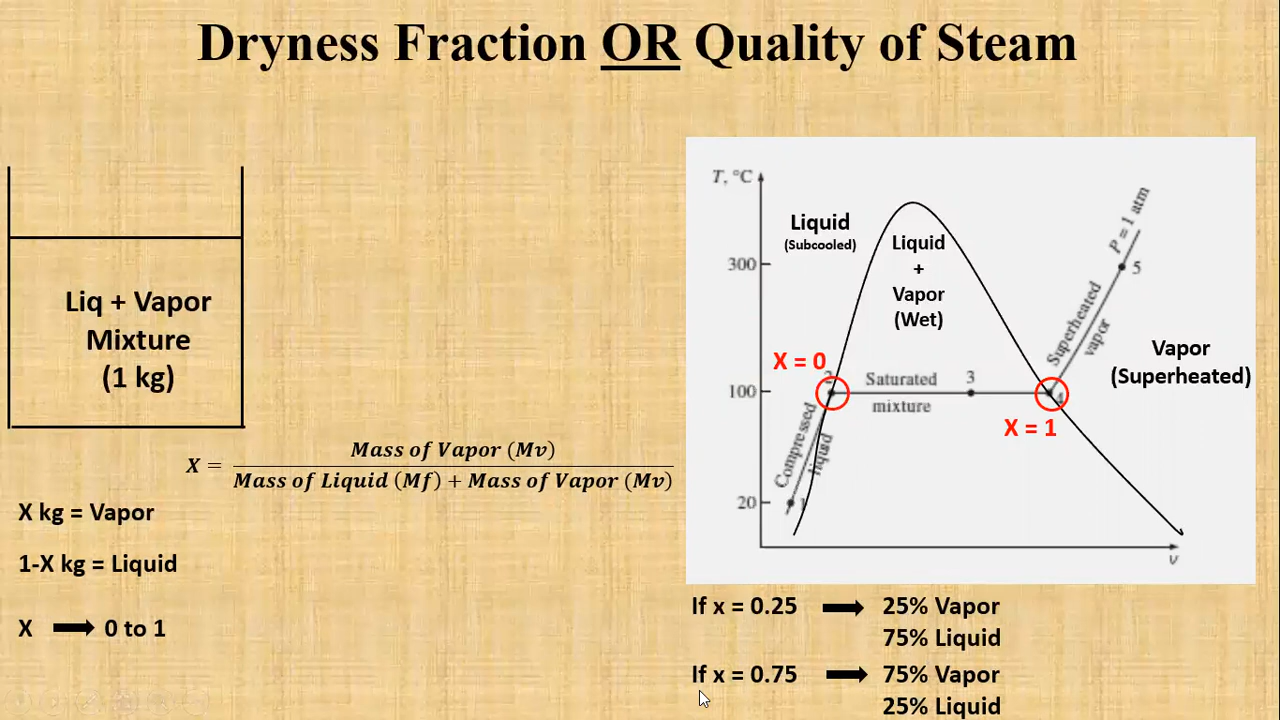 Dryness Fraction OR Quality of Steam
Liq + Vapor
Mixture
(1 kg)
X = Mass of Vapor (Mv) / Mass of Liquid (Mf) + Mass of Vapor (Mv)
X kg = Vapor
1-X kg = Liquid
X ➡ 0 to 1
T, °C
300
100
20
Liquid
(Subcooled)
Liquid
+
Vapor
(Wet)
X = 0
2
Saturated
mixture
3
4
X = 1
Compressed
liquid
1
Superheated
vapor
P = 1 atm
5
Vapor
(Superheated)
v
If x = 0.25 ➡ 25% Vapor
75% Liquid
If x = 0.75 ➡ 75% Vapor
25% Liquid